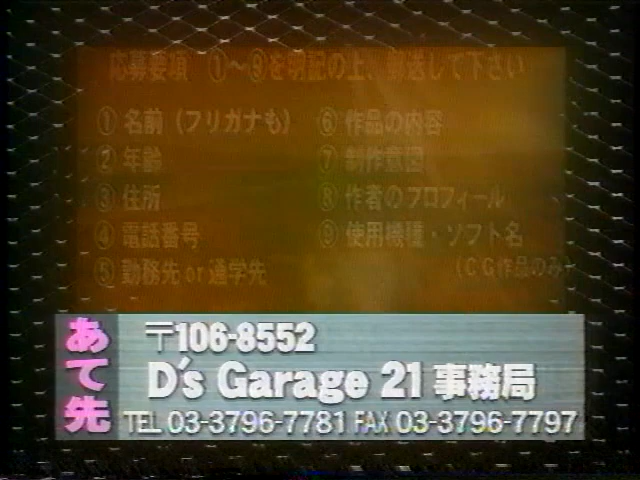 応募要項 ①～⑨を明記の上、郵送して下さい
① 名前（フリガナも）
② 年齢
③ 住所
④ 電話番号
⑤ 勤務先 or 通学先
⑥ 作品の内容
⑦ 制作意図
⑧ 作者のプロフィール
⑨ 使用機種・ソフト名
（CG作品のみ）
あて先
〒106-8552
D's Garage 21 事務局
TEL 03-3796-7781 FAX 03-3796-7797